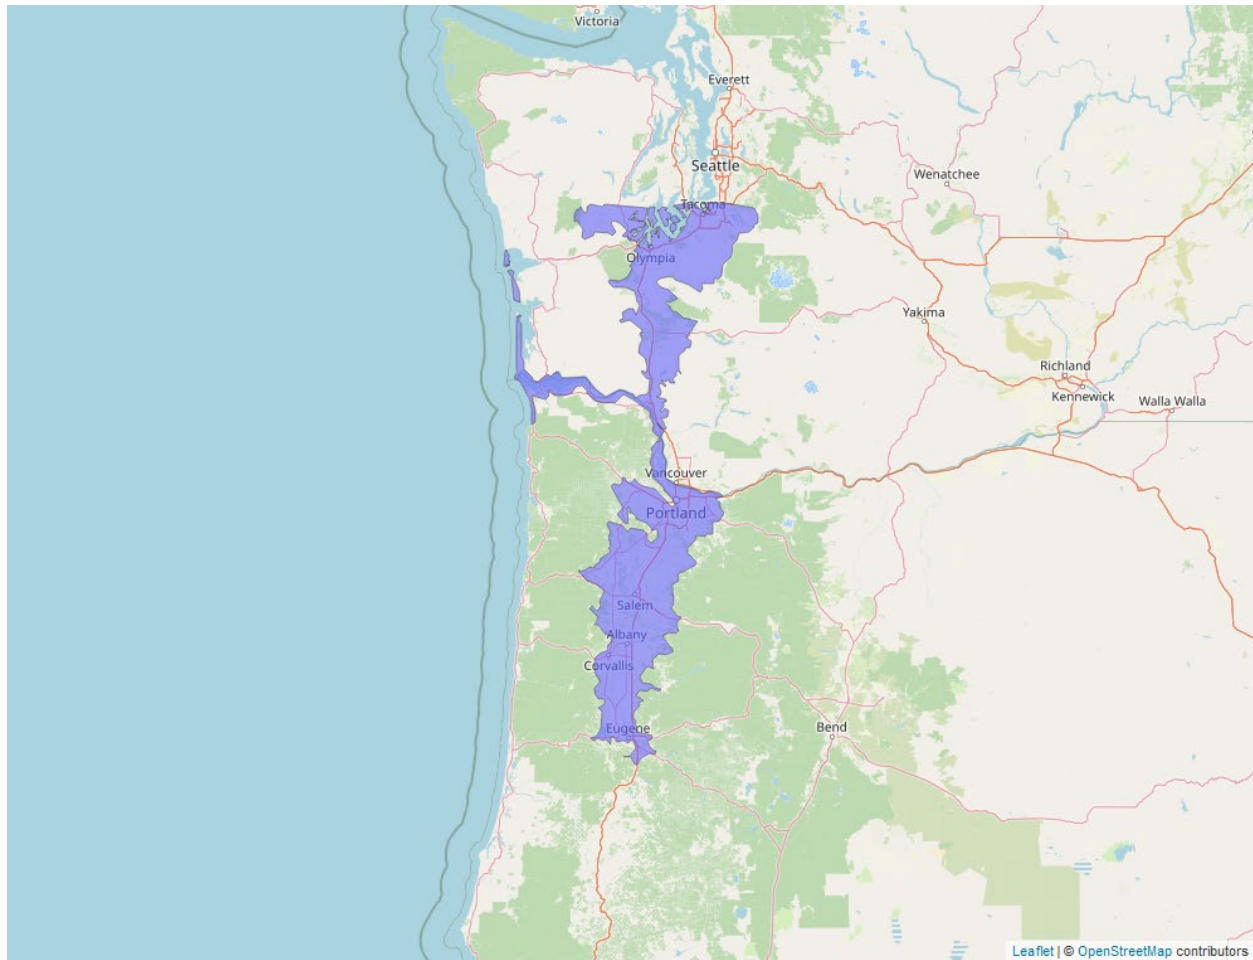 Victoria
Everett
Seattle
Wenatchee
Tacoma
Olympia
Yakima
Richland
Kennewick
Walla Walla
Vancouver
Portland
Salem
Albany
Corvallis
Eugene
Bend
Leaflet | © OpenStreetMap contributors